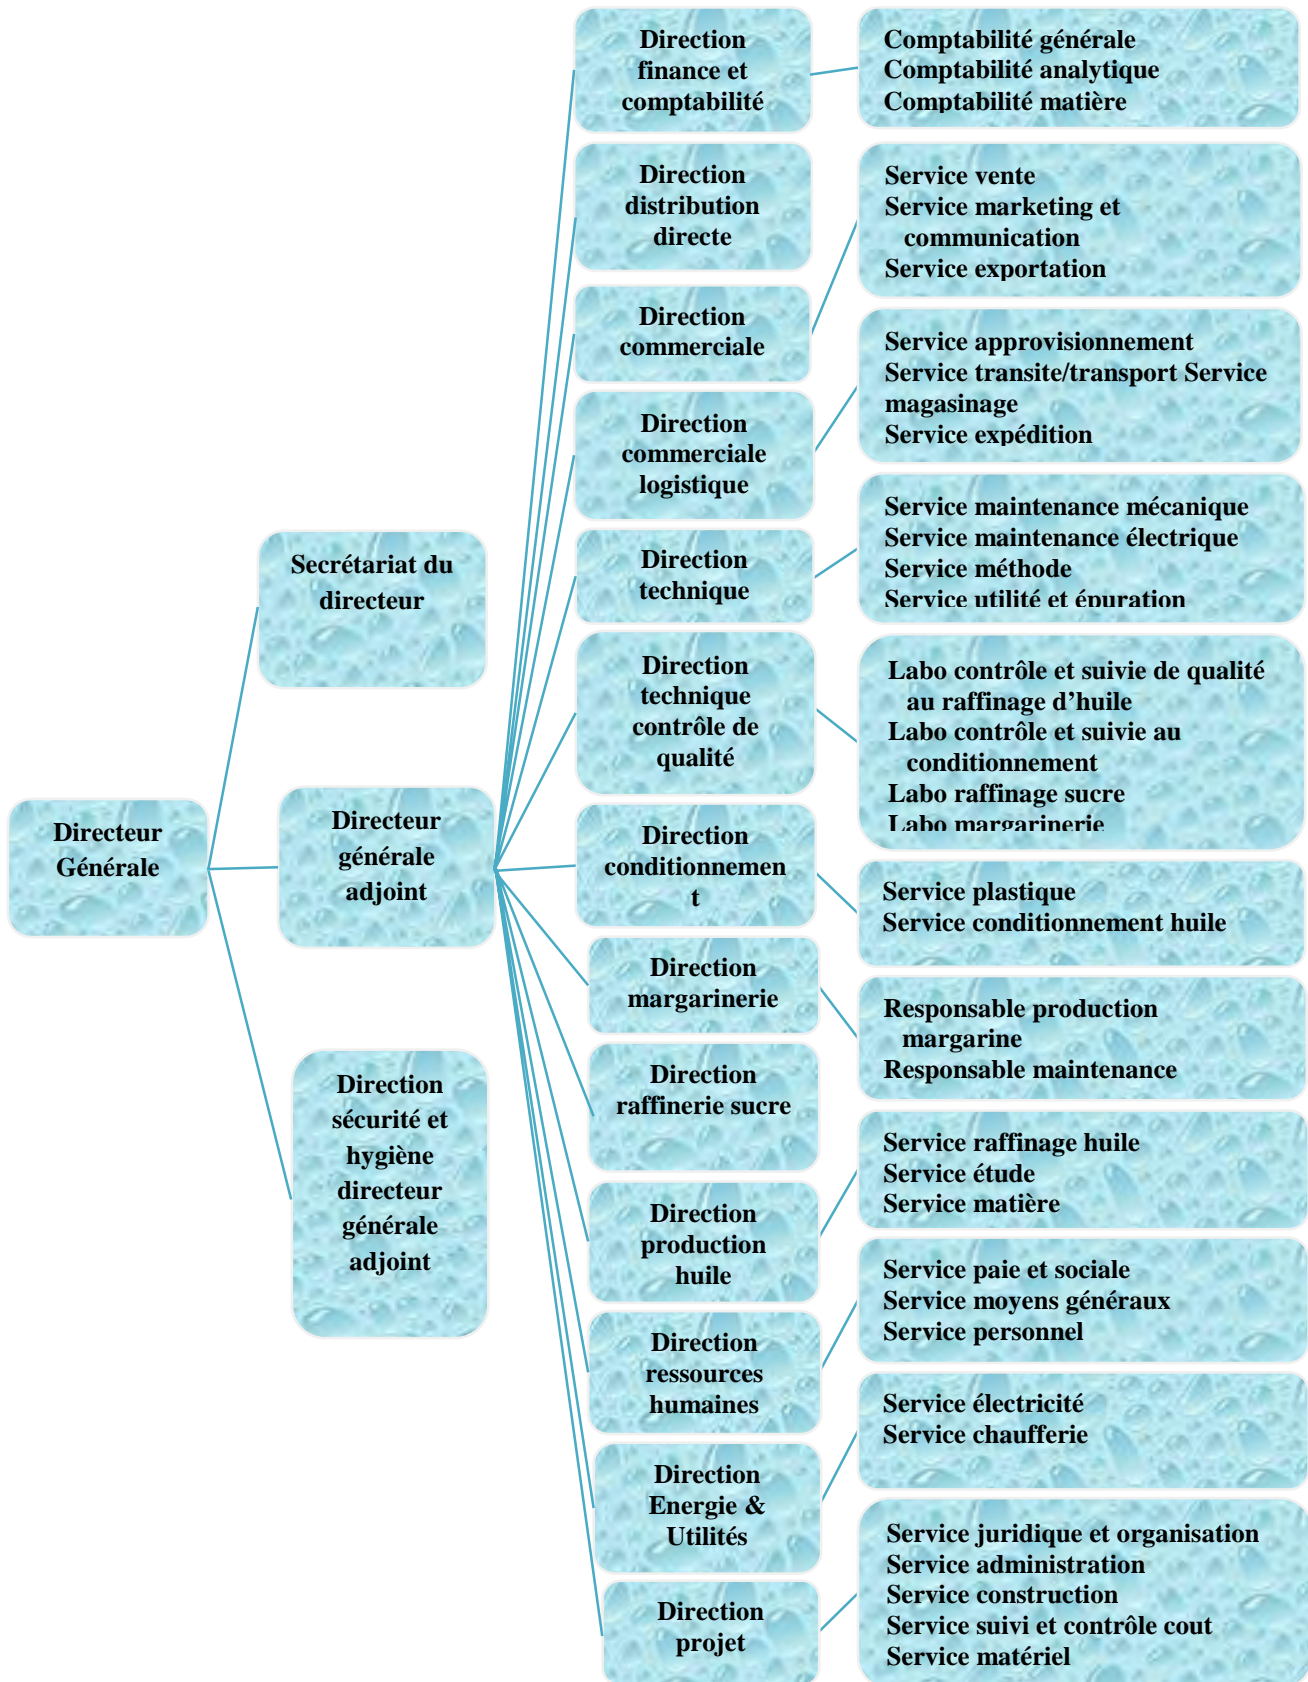 Directeur
Générale
Secrétariat du
directeur
Directeur
générale
adjoint
Direction
sécurité et
hygiène
directeur
générale
adjoint
Direction
finance et
comptabilité
Comptabilité générale
Comptabilité analytique
Comptabilité matière
Direction
distribution
directe
Direction
commerciale
Service vente
Service marketing et
communication
Service exportation
Direction
commerciale
logistique
Service approvisionnement
Service transite/transport Service
magasinage
Service expédition
Direction
technique
Service maintenance mécanique
Service maintenance électrique
Service méthode
Service utilité et épuration
Direction
technique
contrôle de
qualité
Labo contrôle et suivie de qualité
au raffinage d’huile
Labo contrôle et suivie au
conditionnement
Labo raffinage sucre
Labo margarinerie
Direction
conditionnemen
t
Service plastique
Service conditionnement huile
Direction
margarinerie
Responsable production
margarine
Responsable maintenance
Direction
raffinerie sucre
Direction
production
huile
Service raffinage huile
Service étude
Service matière
Direction
ressources
humaines
Service paie et sociale
Service moyens généraux
Service personnel
Direction
Energie &
Utilités
Service électricité
Service chaufferie
Direction
projet
Service juridique et organisation
Service administration
Service construction
Service suivi et contrôle cout
Service matériel